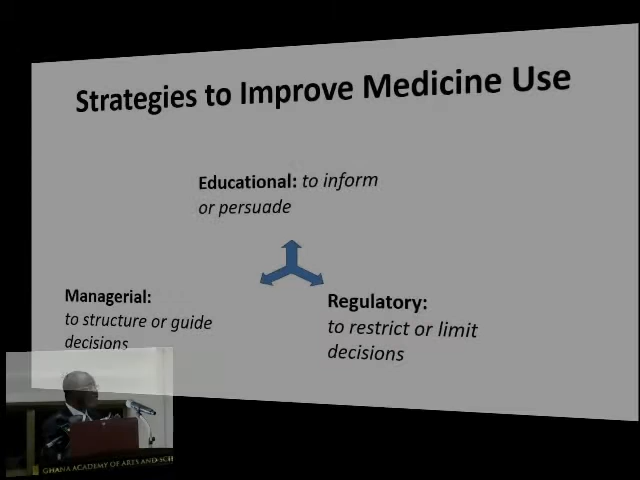 Strategies to Improve Medicine Use
Educational: to inform
or persuade
Managerial:
to structure or guide
decisions
Regulatory:
to restrict or limit
decisions
GHANA ACADEMY OF ARTS AND SCI